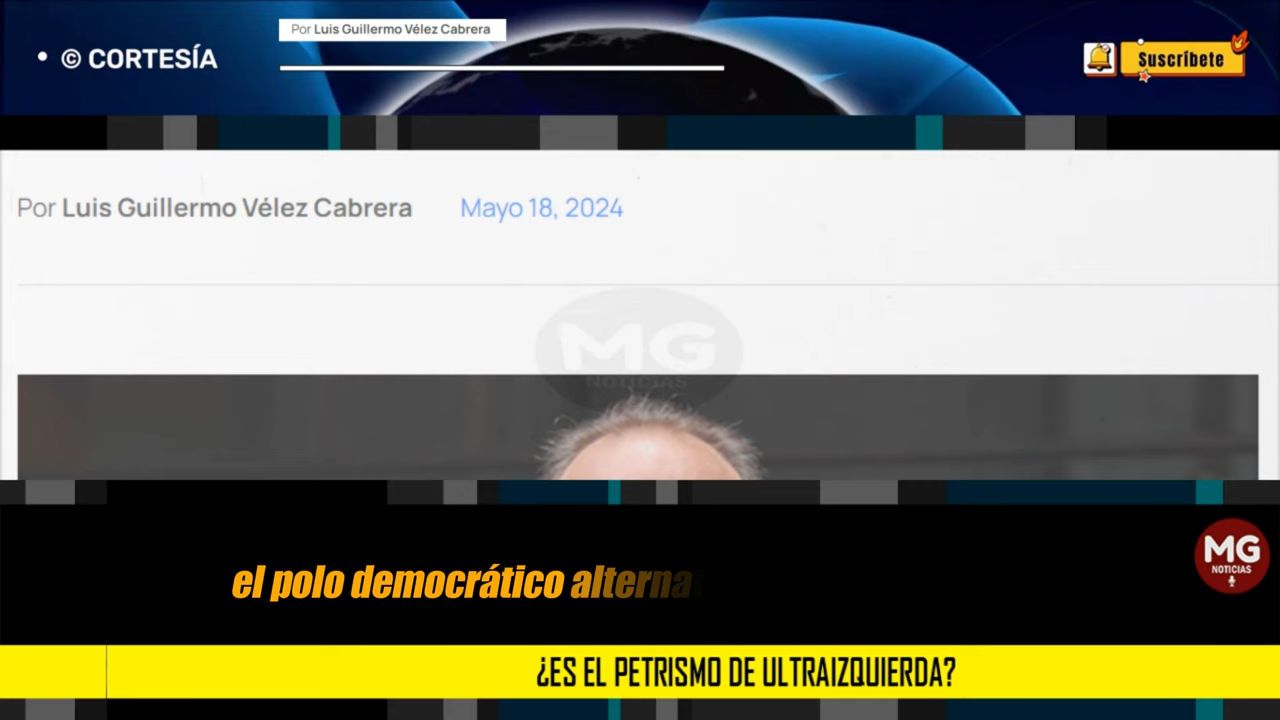 Por Luis Guillermo Vélez Cabrera
• © CORTESÍA
Suscríbete
Por Luis Guillermo Vélez Cabrera Mayo 18, 2024
MG
NOTICIAS
el polo democrático alterna
MG
NOTICIAS
¿ES EL PETRISMO DE ULTRAIZQUIERDA?